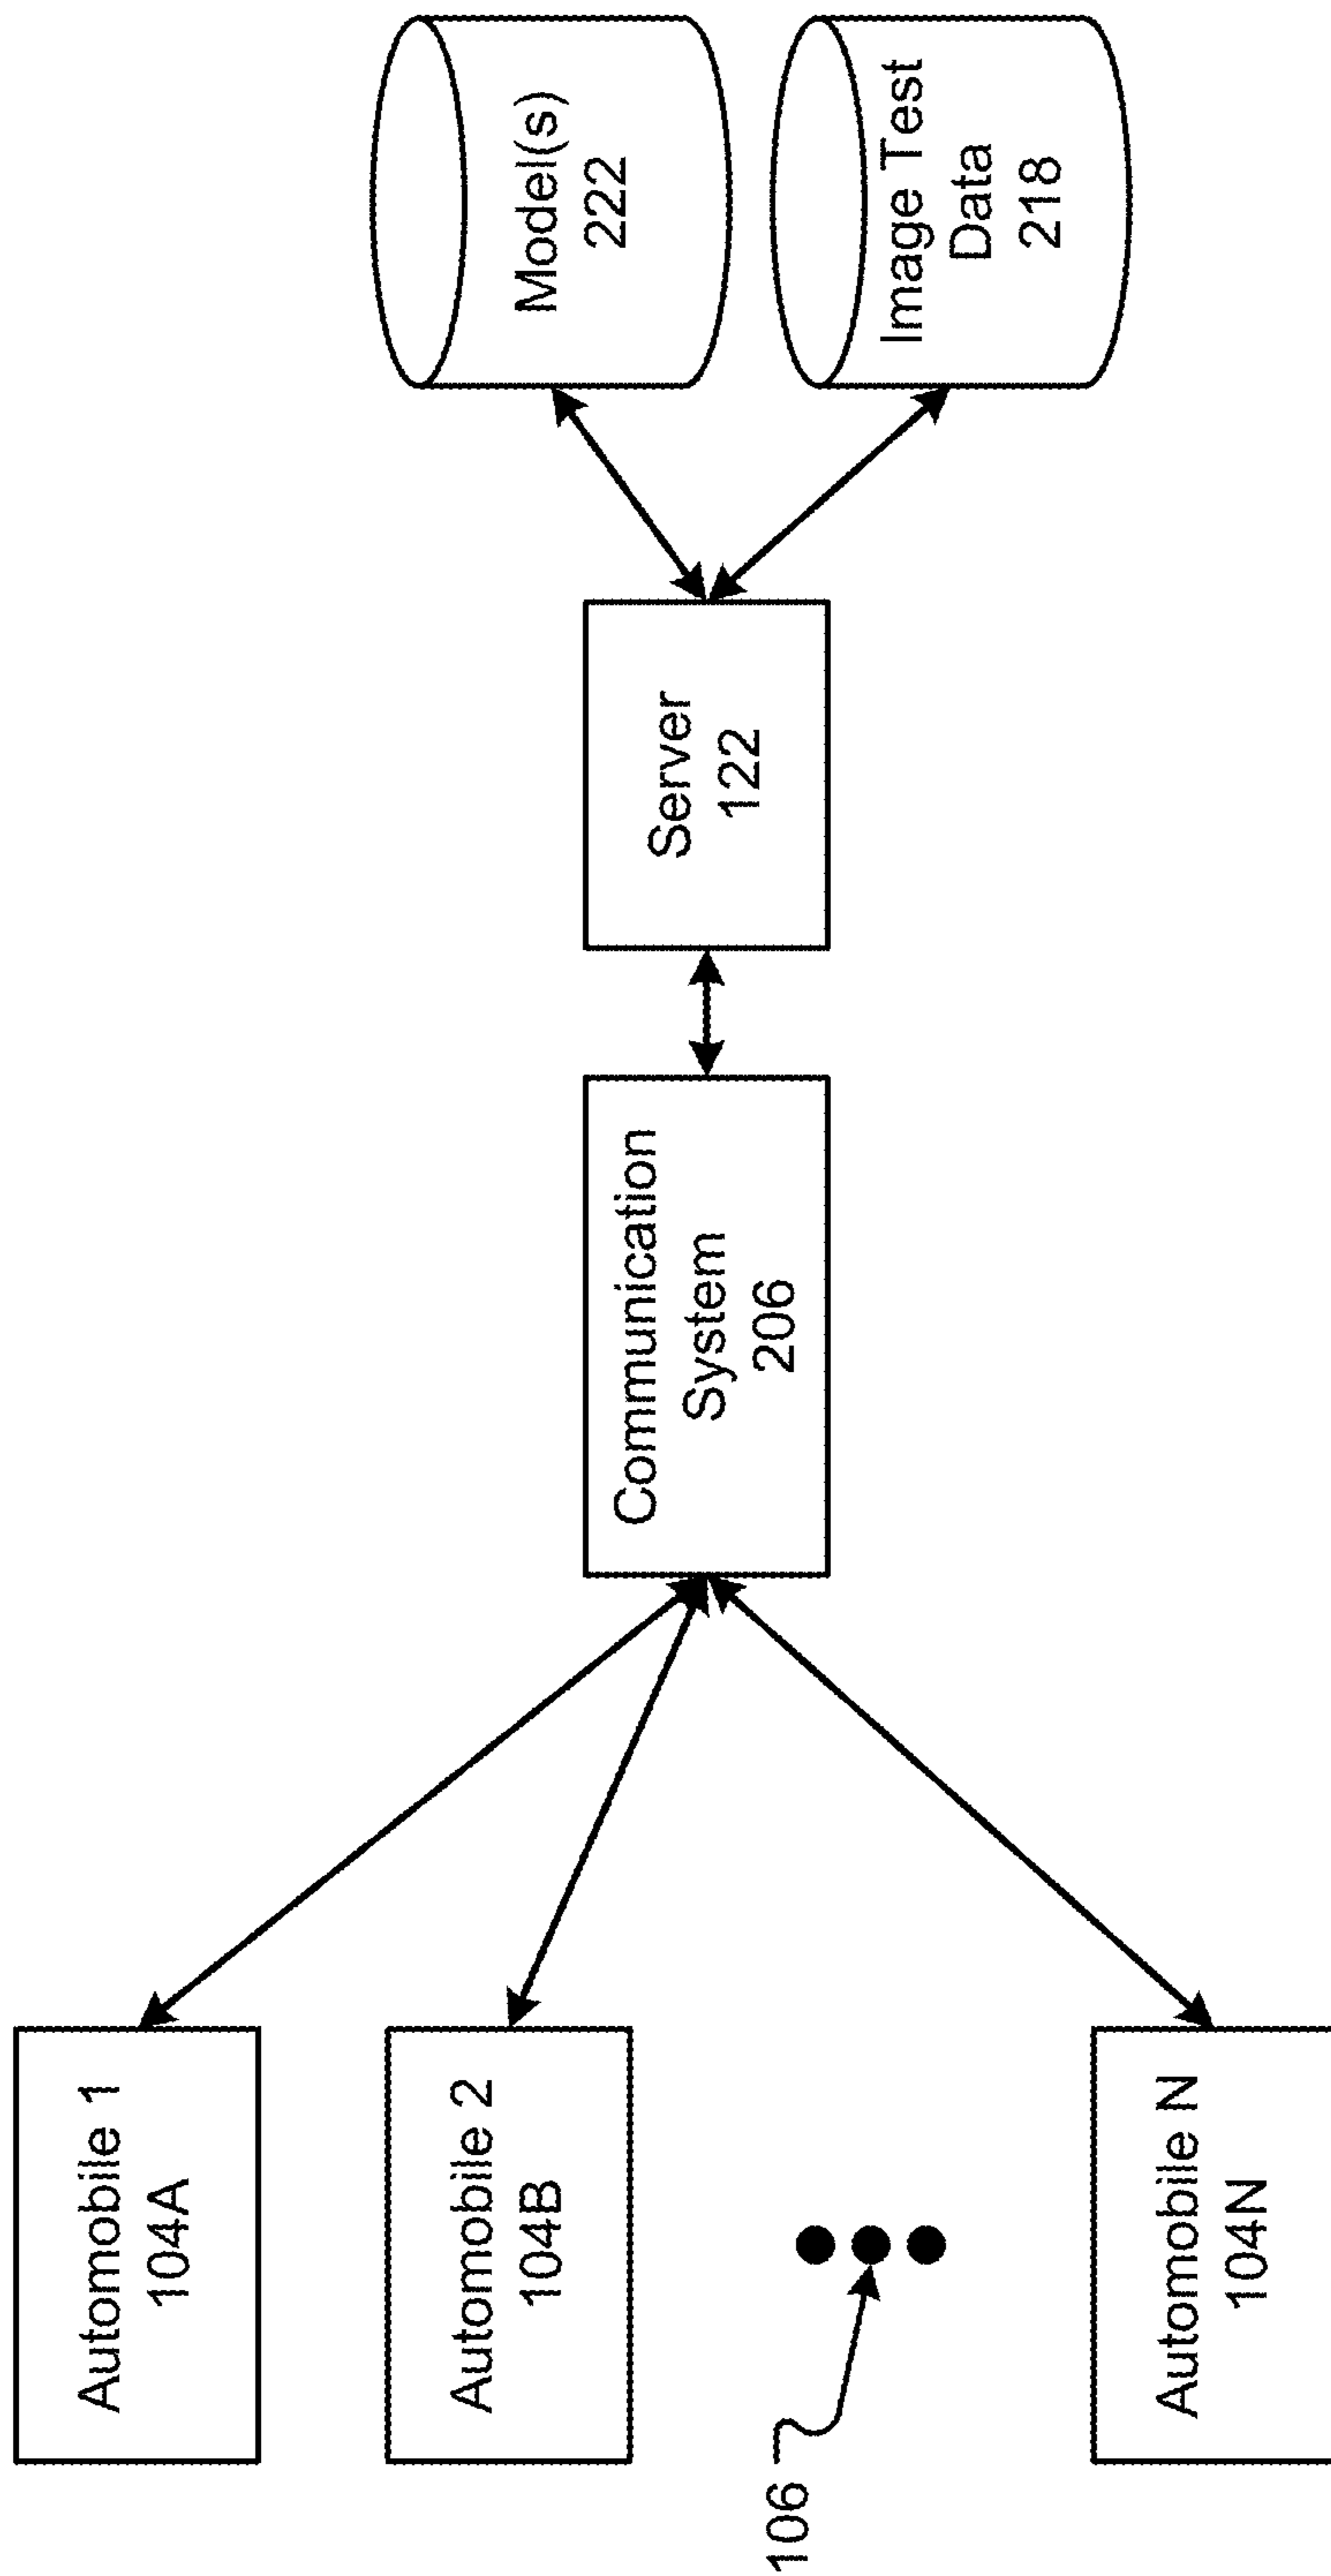 Automobile 1
104A
Automobile 2
104B
106
Automobile N
104N
Communication
System
206
Server
122
Model(s)
222
Image Test
Data
218